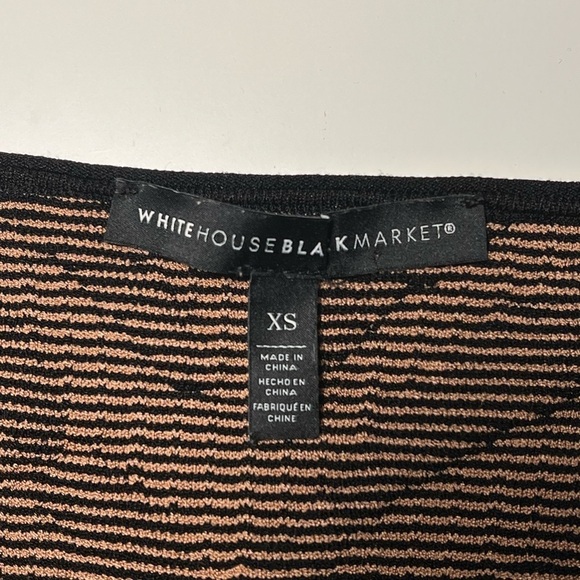 WHITEHOUSEBLACKMARKET®
XS
MADE IN
CHINA
HECHO EN
CHINA
FABRIQUÉ EN
CHINE